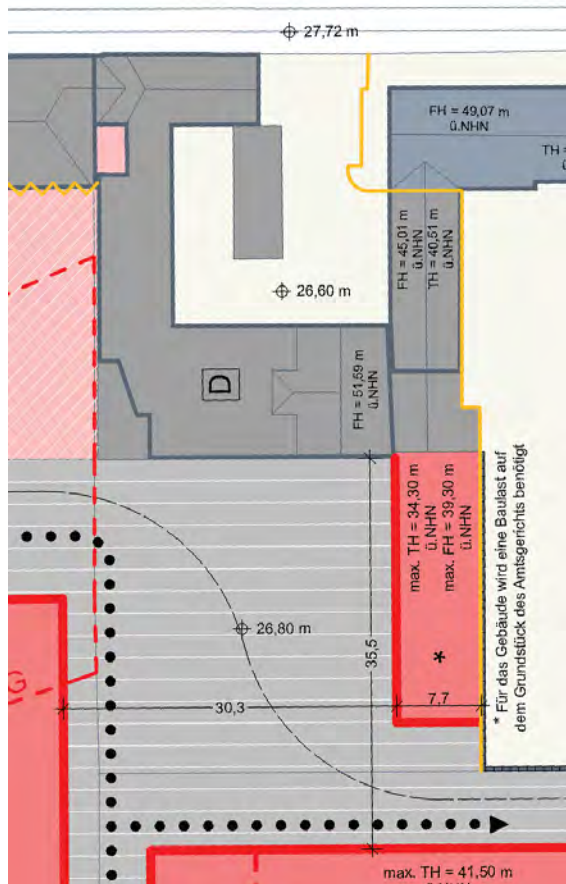 27,72 m
FH = 49,07 m
ü.NHN
TH =
FH = 45,01 m
ü.NHN
TH = 40,51 m
ü.NHN
26,60 m
D
FH = 51,59 m
ü.NHN
max. TH = 34,30 m
ü.NHN
max. FH = 39,30 m
ü.NHN
*
* Für das Gebäude wird eine Baulast auf
dem Grundstück des Amtsgerichts benötigt
26,80 m
35,5
30,3
7,7
max. TH = 41,50 m